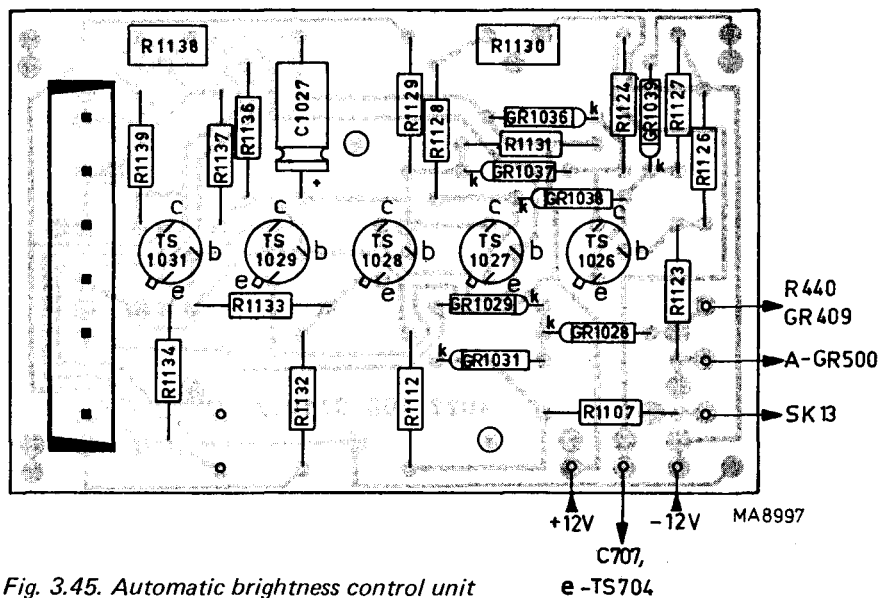 R1138
R1130
R1139
R1137
R1136
C1027
+
R1129
R1128
GR1036
k
R1131
k
GR1037
k
GR1038
R1124
GR1039
k
R1127
R1126
c
TS
1031
b
e
c
TS
1029
b
e
c
TS
1028
b
e
c
TS
1027
b
c
TS
1026
b
e
R1133
GR1029
k
R1123
R440
GR409
k
GR1028
A-GR500
k
GR1031
R1134
R1132
R1112
R1107
SK13
+12V
-12V
MA8997
C707,
e-TS704
Fig. 3.45. Automatic brightness control unit